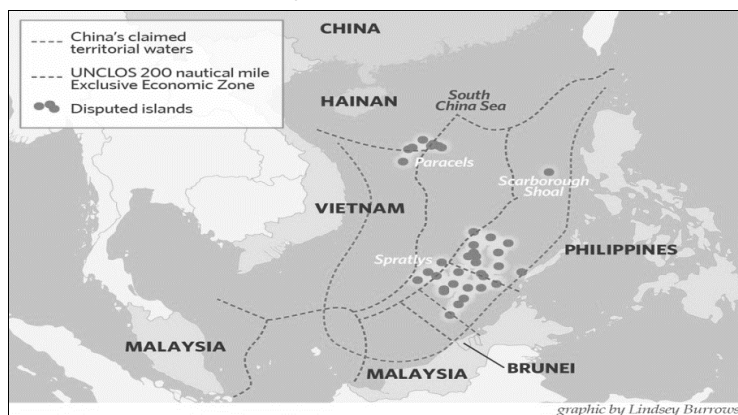 China's claimed
territorial waters
UNCLOS 200 nautical mile
Exclusive Economic Zone
Disputed islands
CHINA
HAINAN
South
China Sea
Paracels
Scarborough
Shoal
VIETNAM
Spratlys
PHILIPPINES
MALAYSIA
MALAYSIA
BRUNEI
graphic by Lindsey Burrows